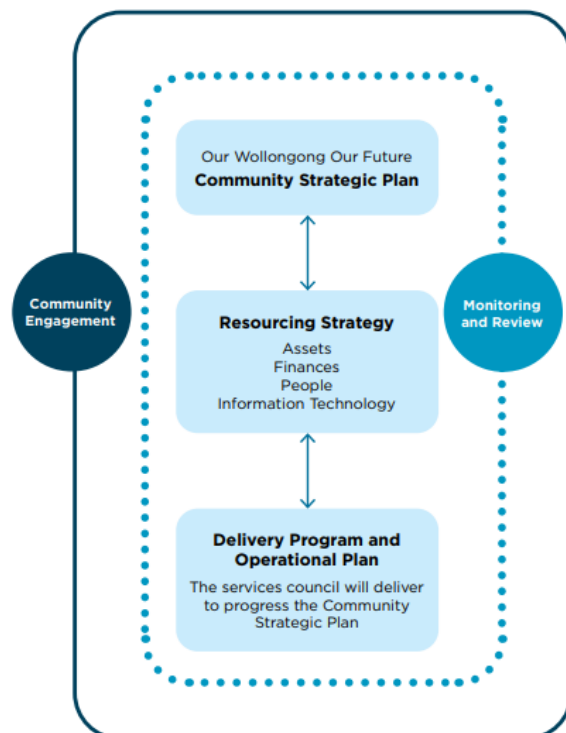 Our Wollongong Our Future
Community Strategic Plan
Community
Engagement
Monitoring
and Review
Resourcing Strategy
Assets
Finances
People
Information Technology
Delivery Program and
Operational Plan
The services council will deliver
to progress the Community
Strategic Plan